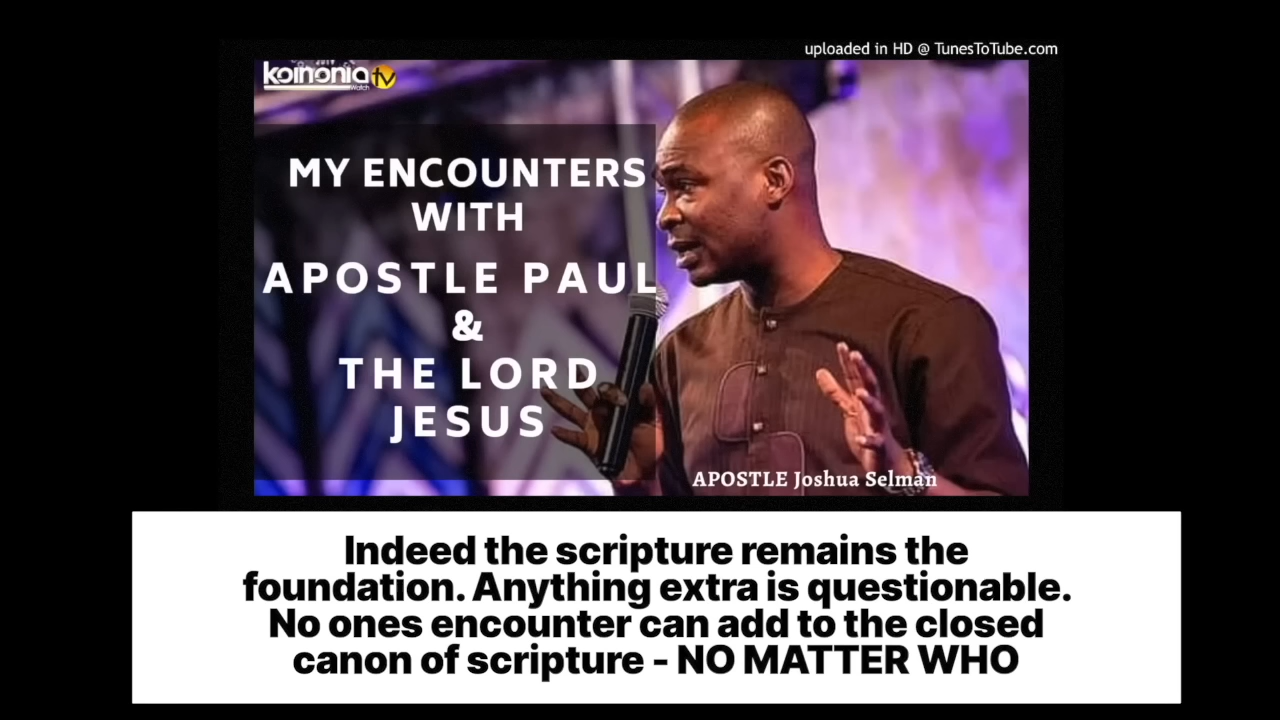 uploaded in HD @ TunesToTube.com
koinonia tv
Watch
MY ENCOUNTERS
WITH
APOSTLE PAUL
&
THE LORD
JESUS
APOSTLE Joshua Selman
Indeed the scripture remains the
foundation. Anything extra is questionable.
No ones encounter can add to the closed
canon of scripture - NO MATTER WHO